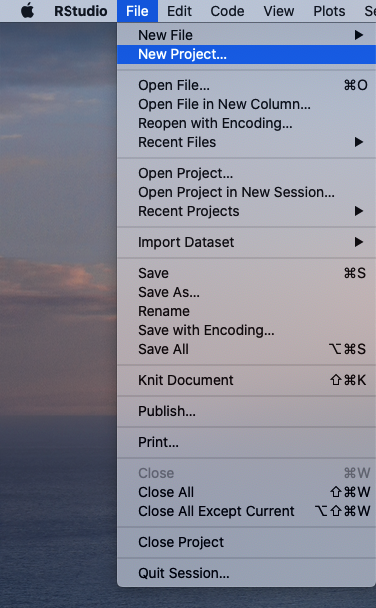 RStudio File Edit Code View Plots
New File ▶
New Project...
Open File... ⌘O
Open File in New Column...
Reopen with Encoding...
Recent Files ▶
Open Project...
Open Project in New Session...
Recent Projects ▶
Import Dataset ▶
Save ⌘S
Save As...
Rename
Save with Encoding...
Save All ⌥⌘S
Knit Document ⇧⌘K
Publish...
Print...
Close ⌘W
Close All ⇧⌘W
Close All Except Current ⌥⇧⌘W
Close Project
Quit Session...